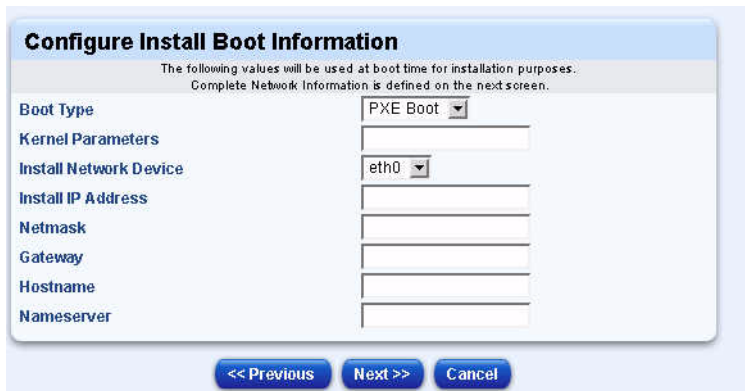 Configure Install Boot Information
The following values will be used at boot time for installation purposes.
Complete Network Information is defined on the next screen.
Boot Type PXE Boot
Kernel Parameters
Install Network Device eth0
Install IP Address
Netmask
Gateway
Hostname
Nameserver
<< Previous Next >> Cancel